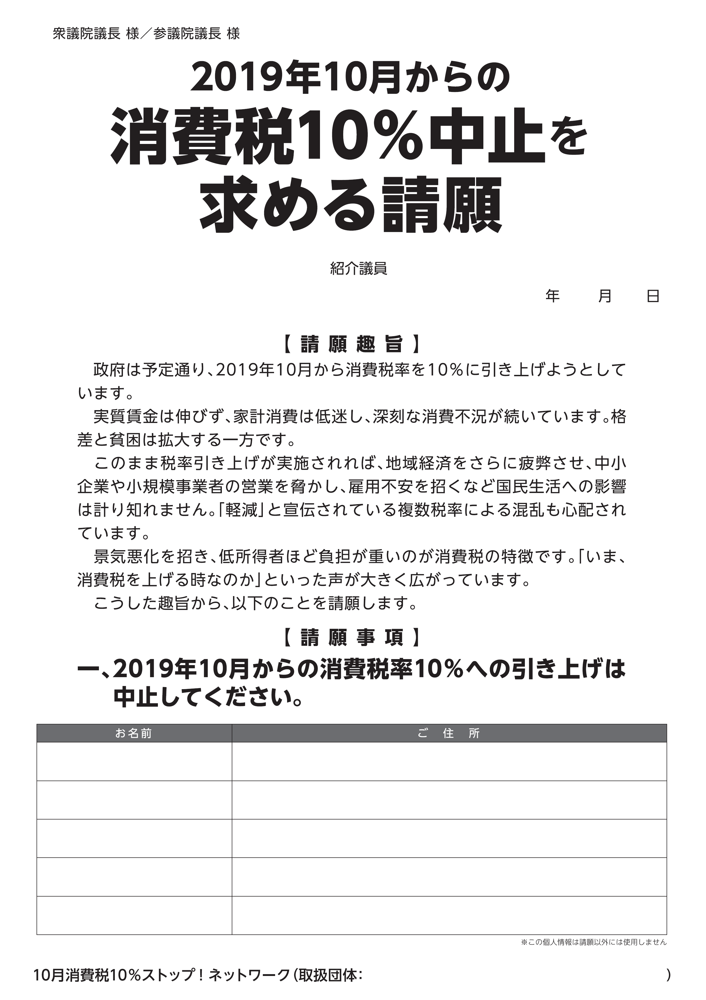 衆議院議長 様／参議院議長 様
2019年10月からの
消費税10％中止を
求める請願
紹介議員
年　月　日
【請願趣旨】
政府は予定通り、2019年10月から消費税率を10％に引き上げようとして
います。
実質賃金は伸びず、家計消費は低迷し、深刻な消費不況が続いています。格
差と貧困は拡大する一方です。
このまま税率引き上げが実施されれば、地域経済をさらに疲弊させ、中小
企業や小規模事業者の営業を脅かし、雇用不安を招くなど国民生活への影響
は計り知れません。「軽減」と宣伝されている複数税率による混乱も心配され
ています。
景気悪化を招き、低所得者ほど負担が重いのが消費税の特徴です。「いま、
消費税を上げる時なのか」といった声が大きく広がっています。
こうした趣旨から、以下のことを請願します。
【請願事項】
一、2019年10月からの消費税率10％への引き上げは
中止してください。
お名前　ご住所
※この個人情報は請願以外には使用しません
10月消費税10％ストップ！ネットワーク（取扱団体：　）